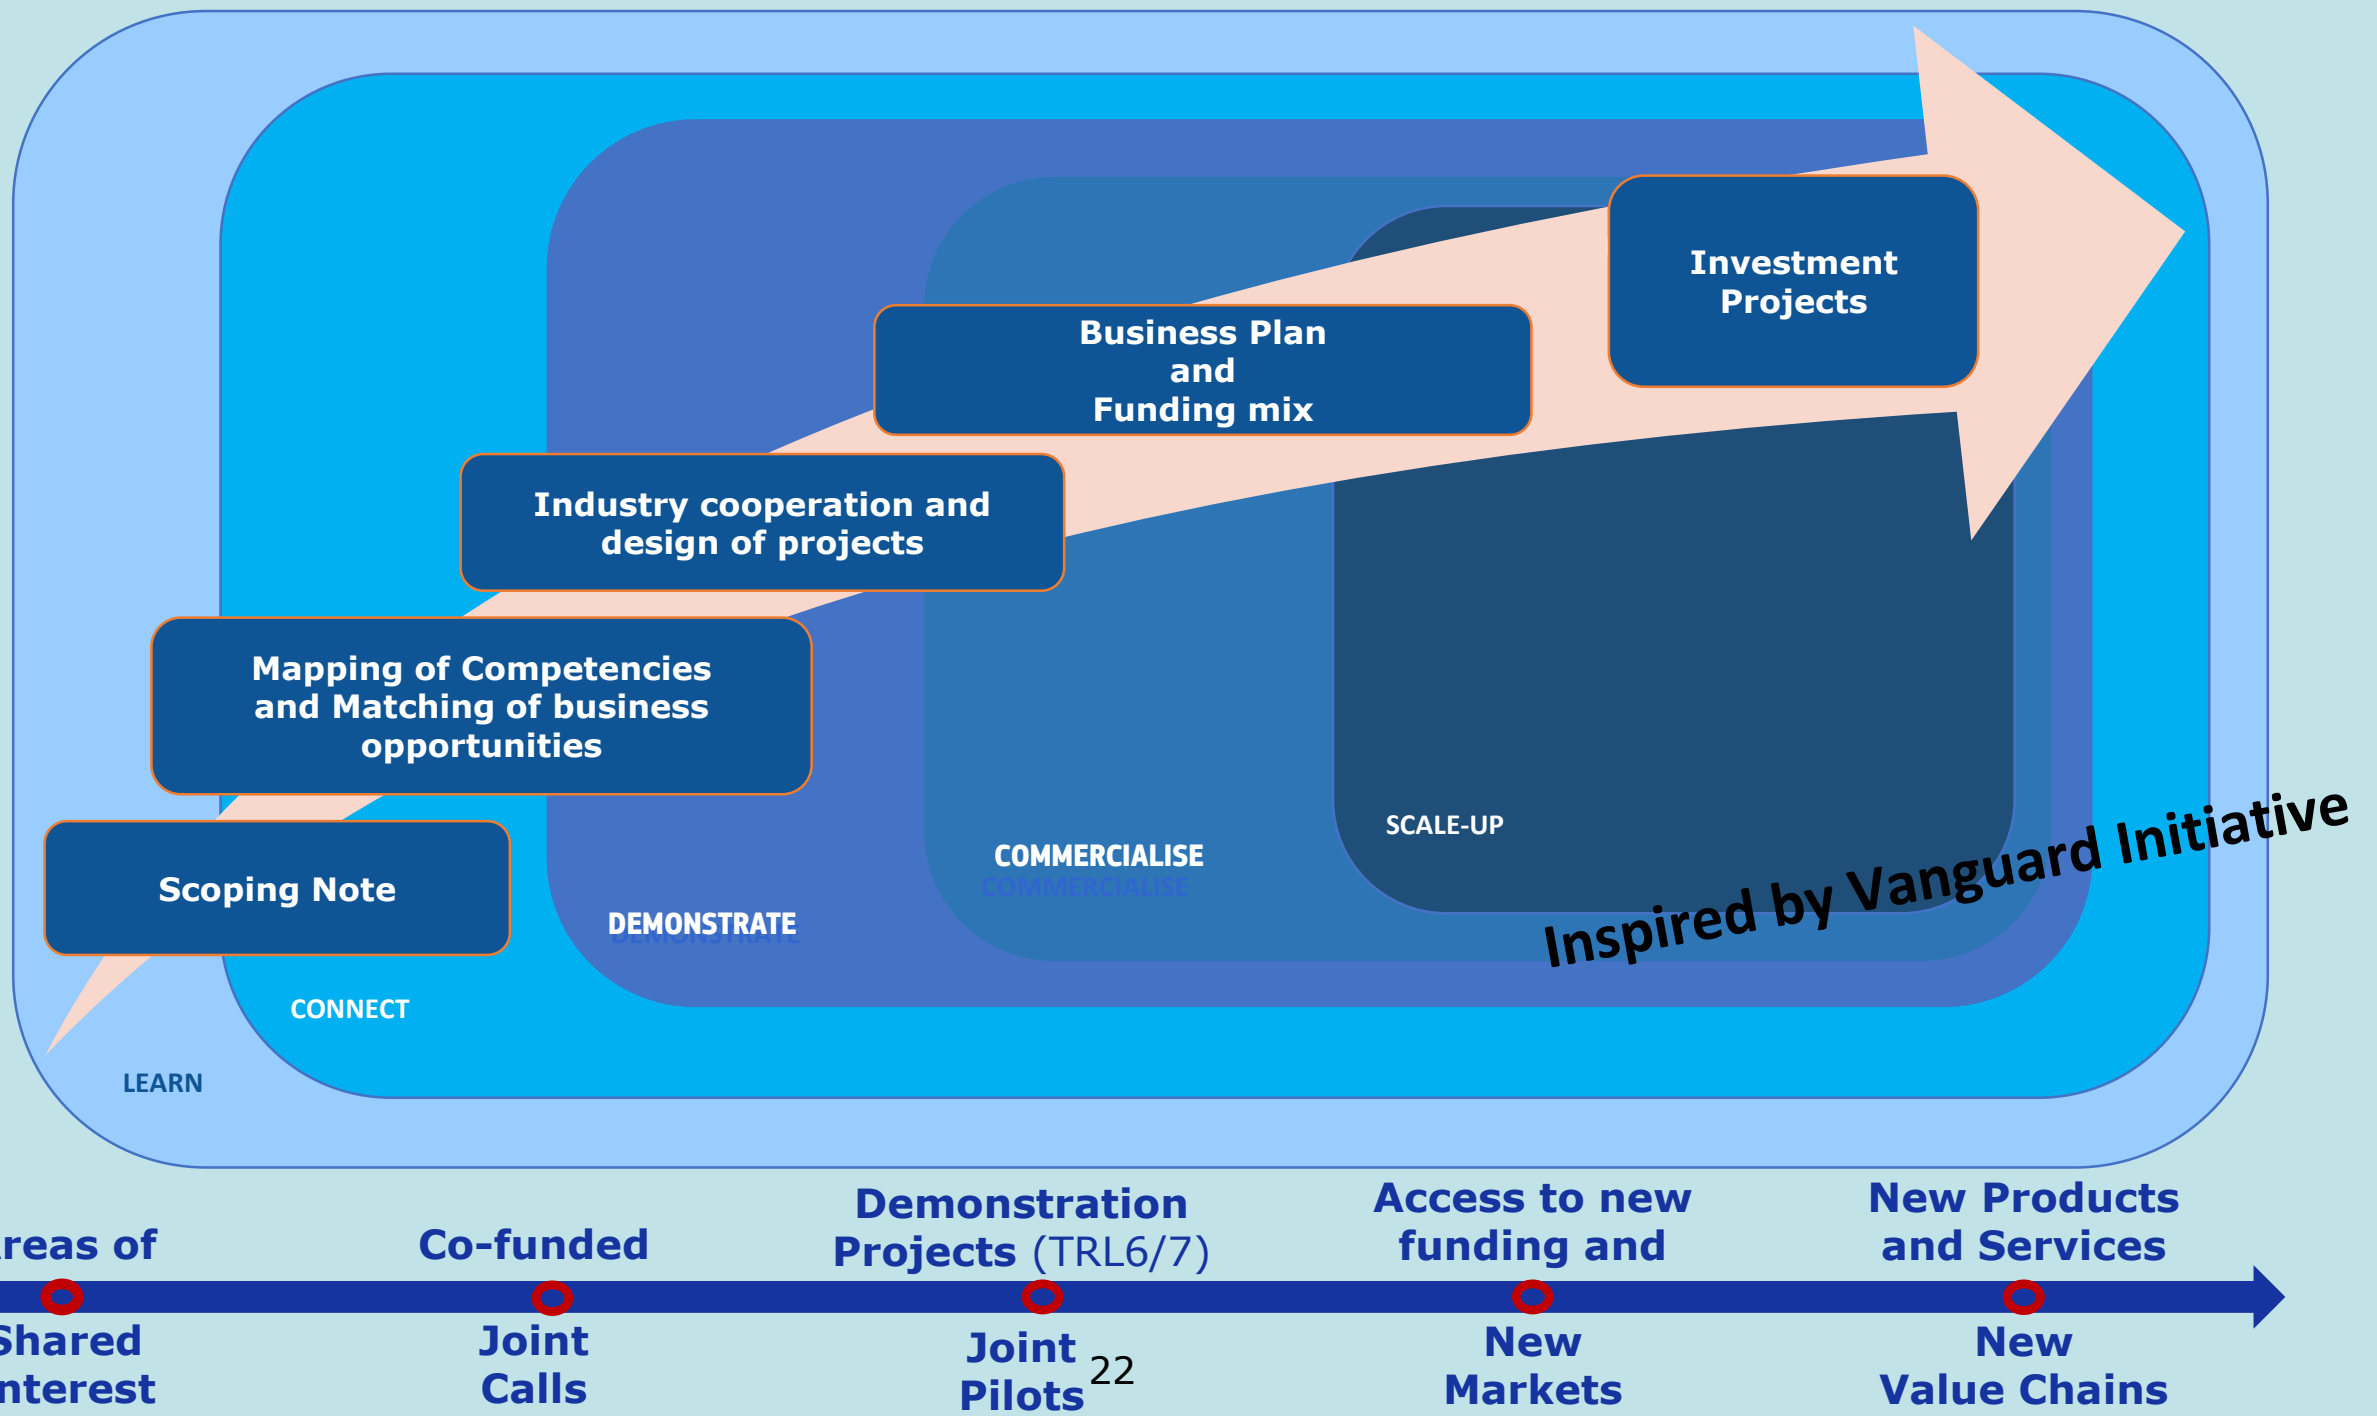 Investment
Projects
Business Plan
and
Funding mix
Industry cooperation and
design of projects
Mapping of Competencies
and Matching of business
opportunities
Scoping Note
SCALE-UP
COMMERCIALISE
COMMERCIALISE
DEMONSTRATE
DEMONSTRATE
CONNECT
LEARN
Inspired by Vanguard Initiative
reas of
Shared
nterest
Co-funded
Joint
Calls
Demonstration
Projects (TRL6/7)
Joint
Pilots
22
Access to new
funding and
New
Markets
New Products
and Services
New
Value Chains